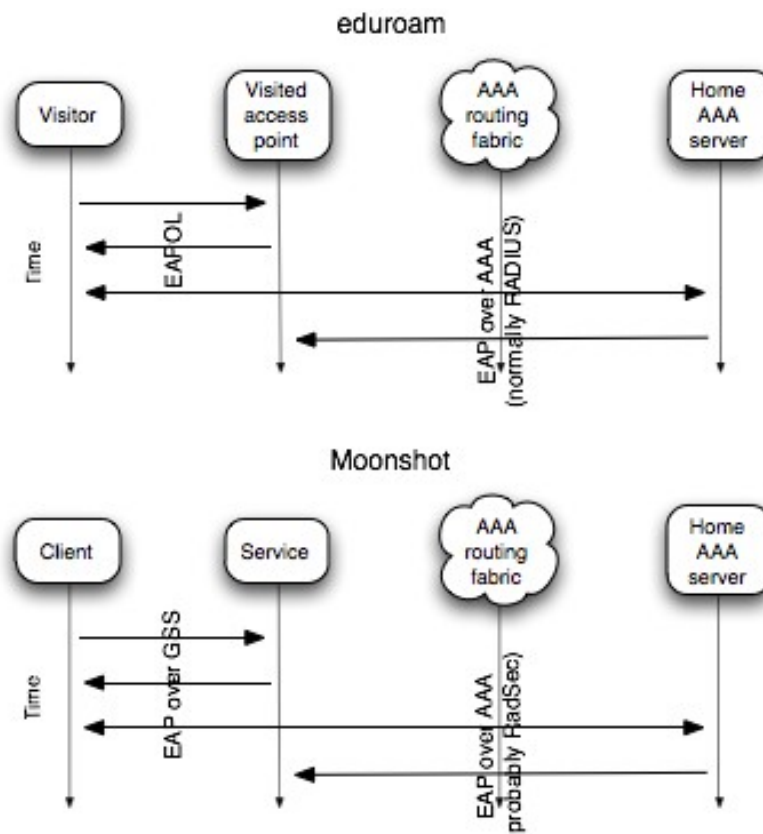 eduroam
Visitor
Visited
access
point
AAA
routing
fabric
Home
AAA
server
Time
EAPOL
EAP over AAA
(normally RADIUS)
Moonshot
Client
Service
AAA
routing
fabric
Home
AAA
server
Time
EAP over GSS
EAP over AAA
probably RadSec)